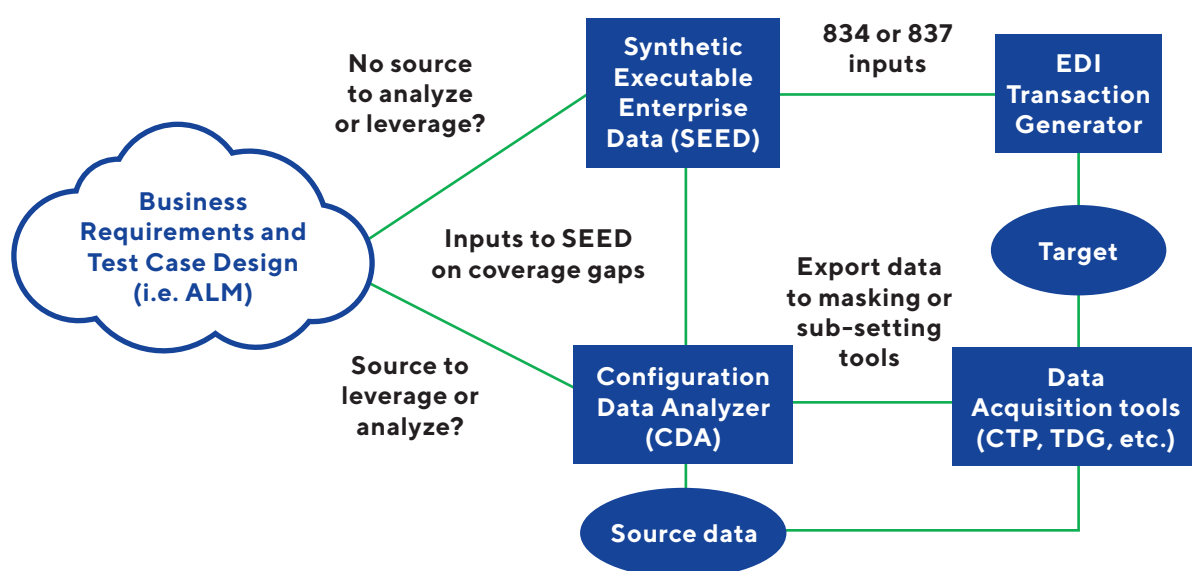 No source
to analyze
or leverage?
Synthetic
Executable
Enterprise
Data (SEED)
834 or 837
inputs
EDI
Transaction
Generator
Business
Requirements and
Test Case Design
(i.e. ALM)
Inputs to SEED
on coverage gaps
Target
Export data
to masking or
sub-setting
tools
Source to
leverage or
analyze?
Configuration
Data Analyzer
(CDA)
Data
Acquisition tools
(CTP, TDG, etc.)
Source data